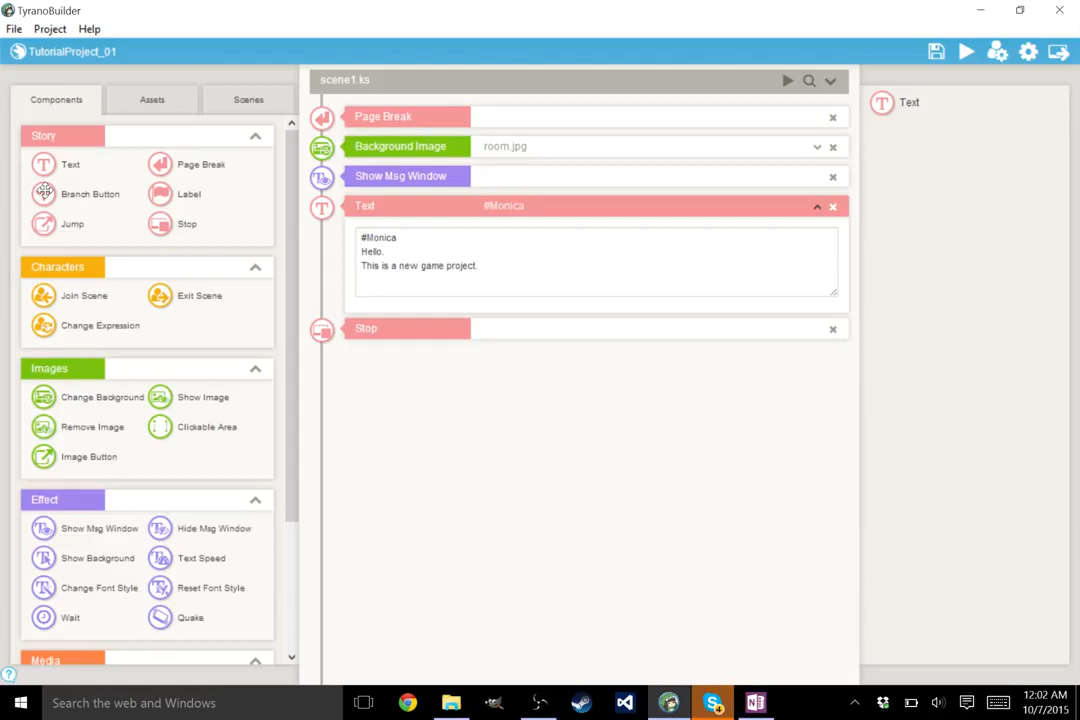 TyranoBuilder
File Project Help
TutorialProject_01
Components Assets Scenes
Story
Text Page Break
Branch Button Label
Jump Stop
Characters
Join Scene Exit Scene
Change Expression
Images
Change Background Show Image
Remove Image Clickable Area
Image Button
Effect
Show Msg Window Hide Msg Window
Show Background Text Speed
Change Font Style Reset Font Style
Wait Quake
Media
scene1.ks
Page Break
Background Image room.jpg
Show Msg Window
Text #Monica
#Monica
Hello.
This is a new game project.
Stop
T Text
Search the web and Windows
4
12:02 AM
10/7/2015